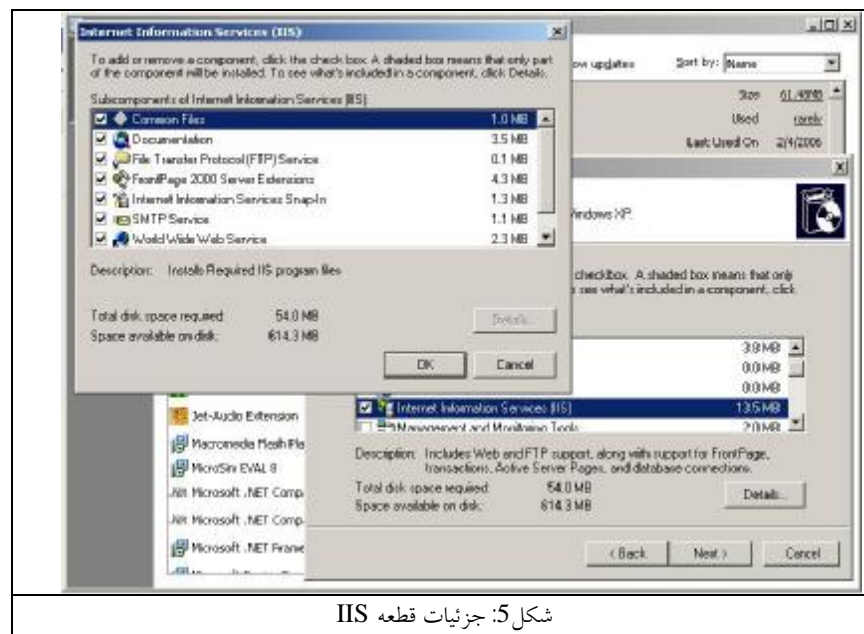 Internet Information Services (IIS)
To add or remove a component, click the check box. A shaded box means that only part
of the component will be installed. To see what's included in a component, click Details.
Subcomponents of Internet Information Services (IIS)
Common Files 1.0 MB
Documentation 3.5 MB
File Transfer Protocol (FTP) Service 0.1 MB
FrontPage 2000 Server Extensions 4.3 MB
Internet Information Services Snap-In 1.3 MB
SMTP Service 1.1 MB
World Wide Web Service 2.3 MB
Description: Installs Required IIS program files
Total disk space required: 54.0 MB
Space available on disk: 614.3 MB
Details...
OK
Cancel
ow updates
Sort by: Name
Size 61.48MB
Used rarely
Last Used On 2/4/2006
Windows XP.
checkbox. A shaded box means that only
see what's included in a component, click
3.8 MB
0.0 MB
0.0 MB
Internet Information Services (IIS) 13.5 MB
Management and Monitoring Tools 2.0 MB
Description: Includes Web and FTP support, along with support for FrontPage,
transactions, Active Server Pages, and database connections.
Total disk space required: 54.0 MB
Space available on disk: 614.3 MB
Details...
< Back
Next >
Cancel
Jet-Audio Extension
Macromedia Flash Pla
MicroSim EVAL 8
Microsoft .NET Comp
Microsoft .NET Comp
Microsoft .NET Frame
شکل5: جزئیات قطعه IIS